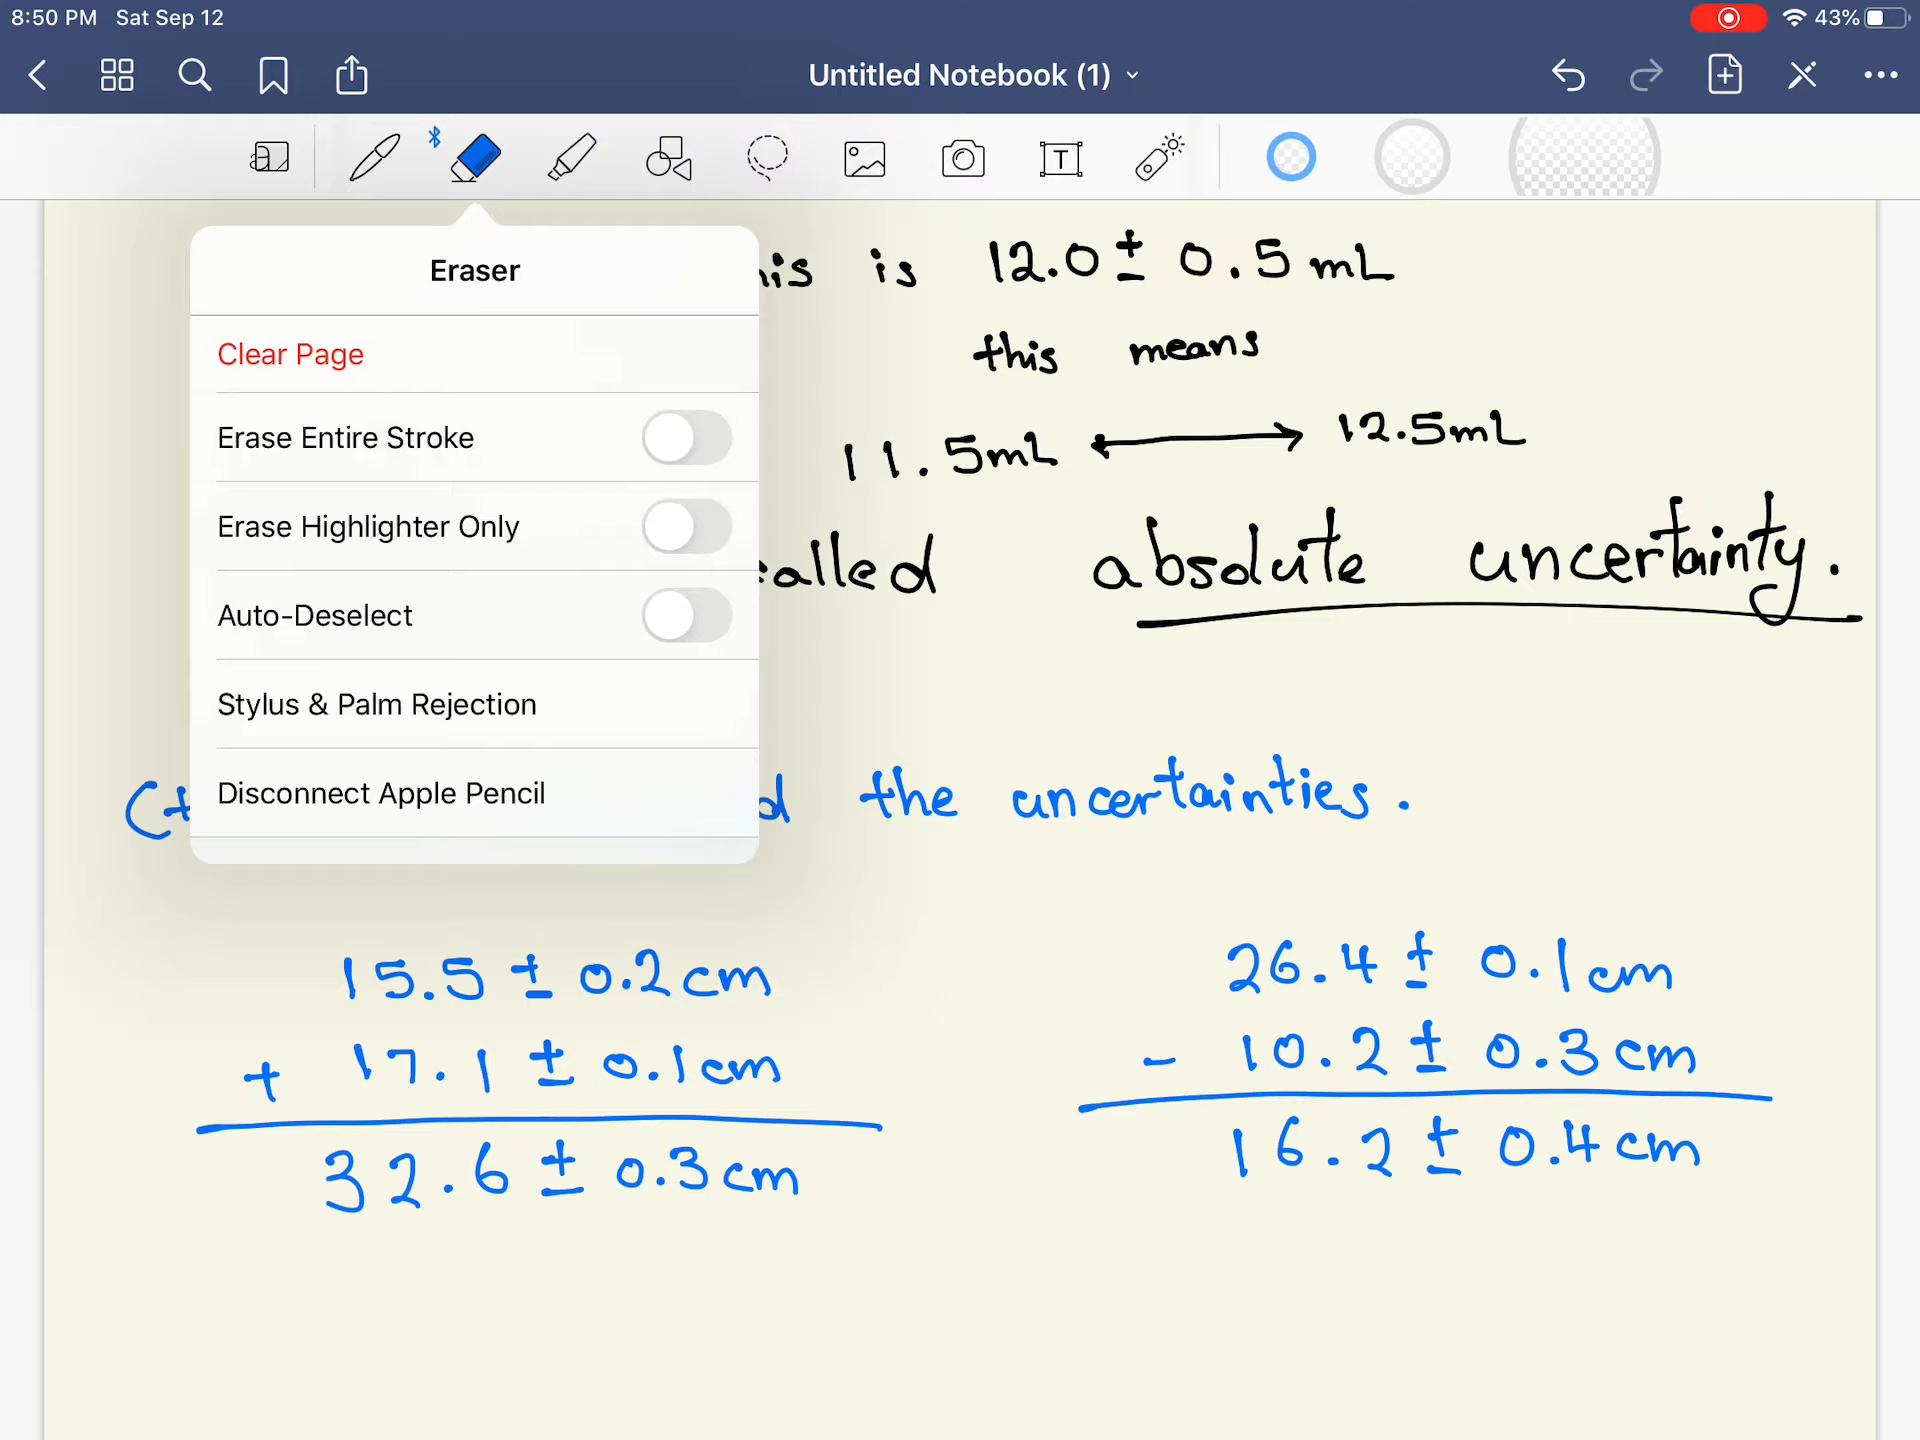 8:50 PM Sat Sep 12
43%
Untitled Notebook (1)
T
Eraser
Clear Page
Erase Entire Stroke
Erase Highlighter Only
Auto-Deselect
Stylus & Palm Rejection
Disconnect Apple Pencil
is 12.0 ± 0.5 mL
this means
11.5mL ⟷ 12.5mL
absolute uncertainty.
the uncertainties.
15.5 ± 0.2 cm
+ 17.1 ± 0.1 cm
32.6 ± 0.3 cm
26.4 ± 0.1 cm
- 10.2 ± 0.3 cm
16.2 ± 0.4 cm